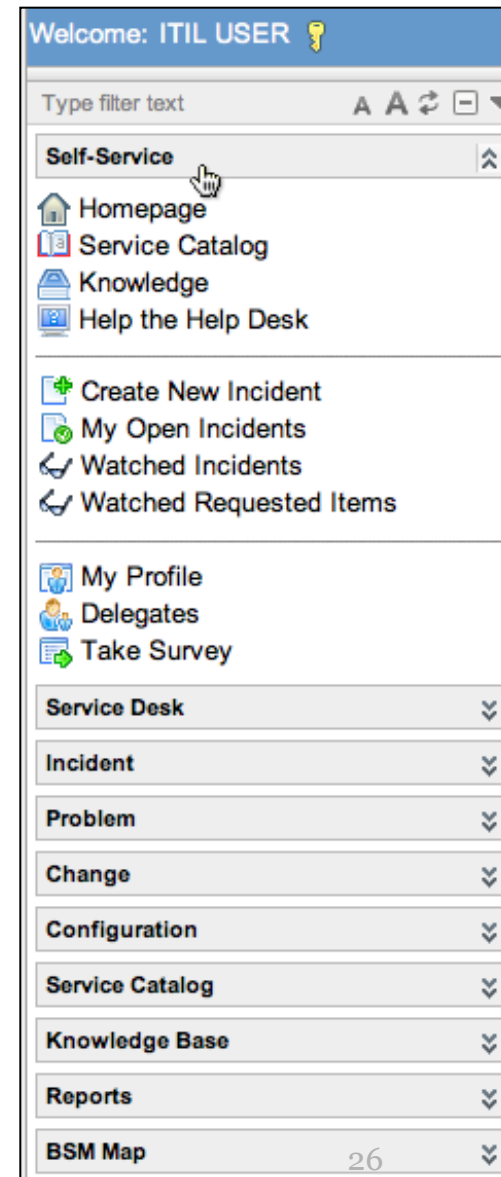 Welcome: ITIL USER
Type filter text A A
Self-Service
Homepage
Service Catalog
Knowledge
Help the Help Desk
Create New Incident
My Open Incidents
Watched Incidents
Watched Requested Items
My Profile
Delegates
Take Survey
Service Desk
Incident
Problem
Change
Configuration
Service Catalog
Knowledge Base
Reports
BSM Map 26